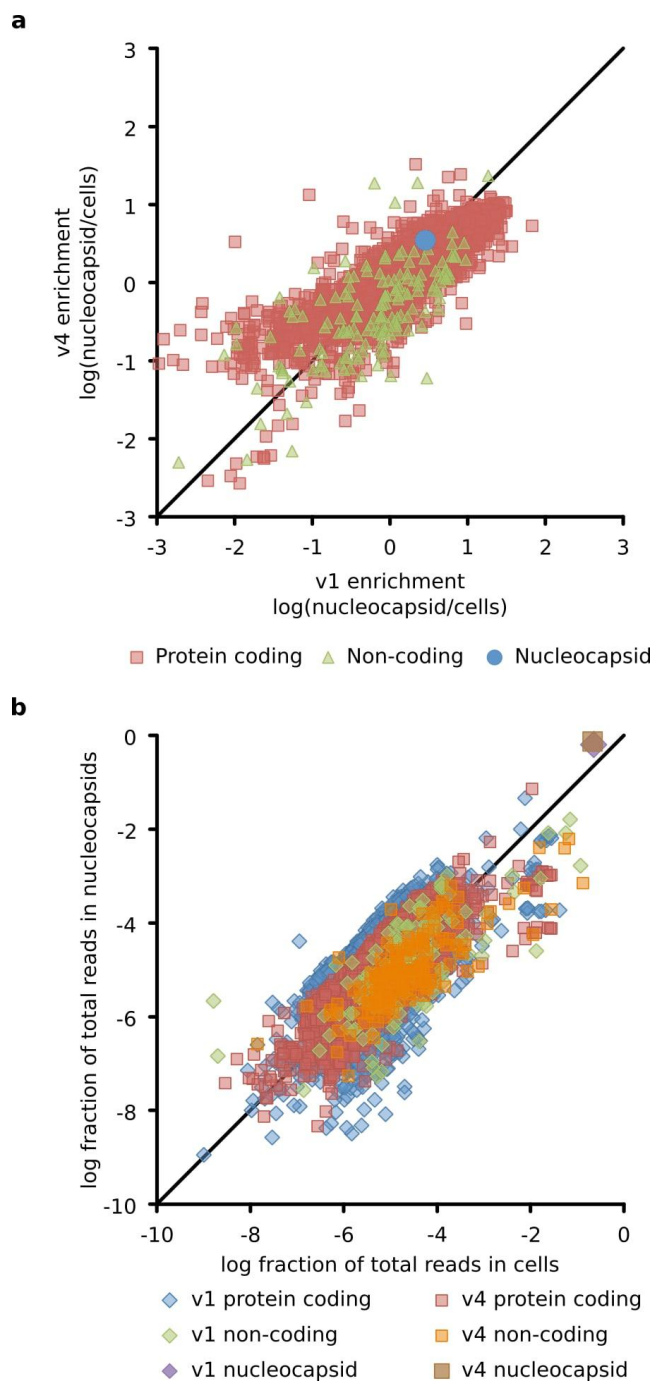 a
3
2
1
0
-1
-2
-3
v4 enrichment
log(nucleocapsid/cells)
-3 -2 -1 0 1 2 3
v1 enrichment
log(nucleocapsid/cells)
Protein coding Non-coding Nucleocapsid
b
0
-2
-4
-6
-8
-10
log fraction of total reads in nucleocapsids
-10 -8 -6 -4 -2 0
log fraction of total reads in cells
v1 protein coding v4 protein coding
v1 non-coding v4 non-coding
v1 nucleocapsid v4 nucleocapsid